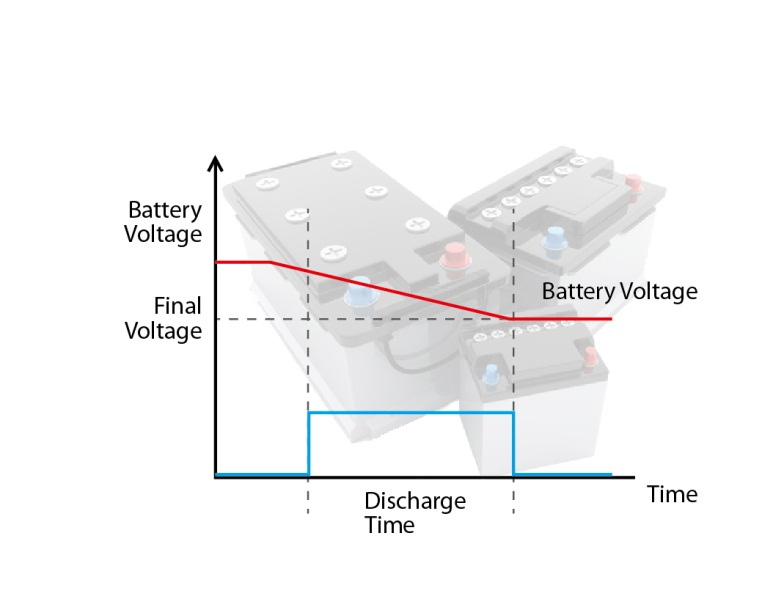 Battery
Voltage
Final
Voltage
Battery Voltage
Discharge
Time
Time